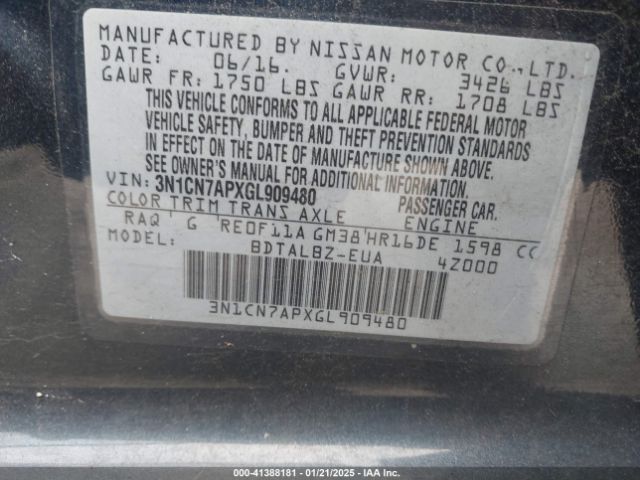 MANUFACTURED BY NISSAN MOTOR CO.,LTD.
DATE: 06/16. GVWR: 3426 LBS
GAWR FR: 1750 LBS GAWR RR: 1708 LBS
THIS VEHICLE CONFORMS TO ALL APPLICABLE FEDERAL MOTOR
VEHICLE SAFETY, BUMPER AND THEFT PREVENTION STANDARDS
IN EFFECT ON THE DATE OF MANUFACTURE SHOWN ABOVE.
SEE OWNER'S MANUAL FOR ADDITIONAL INFORMATION.
VIN: 3N1CN7APXGL909480 PASSENGER CAR.
COLOR TRIM TRANS AXLE ENGINE
RAQ G RE0F11A GM38 HR16DE 1598 CC
MODEL: BDTALBZ-EUA 4Z000
3N1CN7APXGL909480
000-41388181 | 01/21/2025 | IAA, Inc.